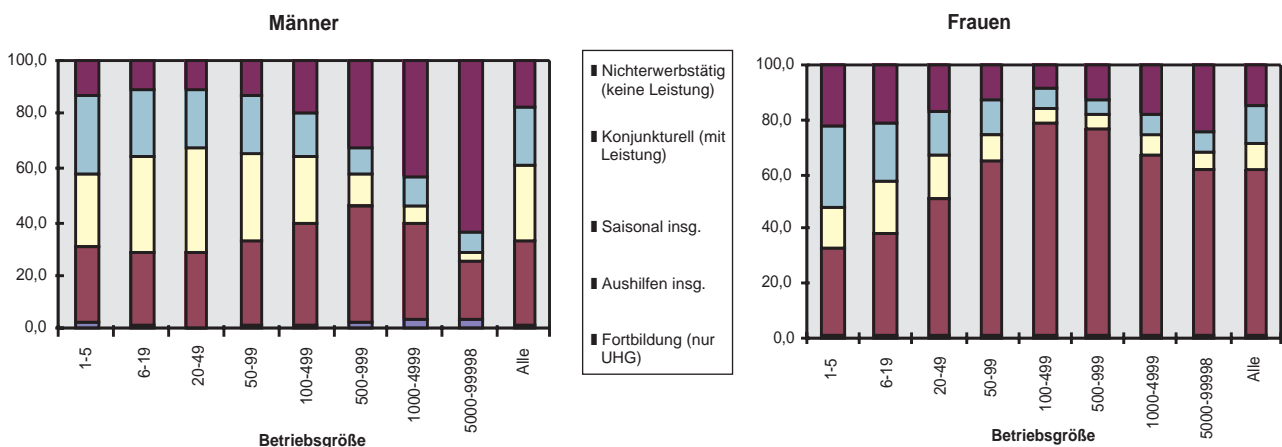 Männer
100,0
80,0
60,0
40,0
20,0
0,0
1-5
6-19
20-49
50-99
100-499
500-999
1000-4999
5000-99998
Alle
Betriebsgröße
Nichterwerbstätig
(keine Leistung)
Konjunkturell (mit
Leistung)
Saisonal insg.
Aushilfen insg.
Fortbildung (nur
UHG)
Frauen
100,0
80,0
60,0
40,0
20,0
0,0
1-5
6-19
20-49
50-99
100-499
500-999
1000-4999
5000-99998
Alle
Betriebsgröße